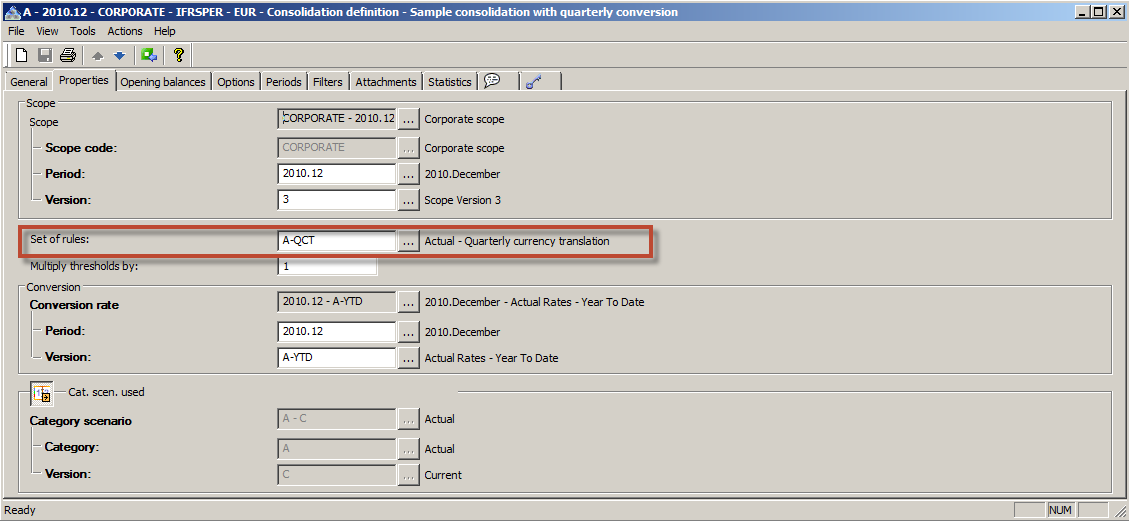 A - 2010.12 - CORPORATE - IFRSPER - EUR - Consolidation definition - Sample consolidation with quarterly conversion
File View Tools Actions Help
General Properties Opening balances Options Periods Filters Attachments Statistics
Scope
Scope CORPORATE - 2010.12 ... Corporate scope
Scope code: CORPORATE ... Corporate scope
Period: 2010.12 ... 2010.December
Version: 3 ... Scope Version 3
Set of rules: A-QCT ... Actual - Quarterly currency translation
Multiply thresholds by: 1
Conversion
Conversion rate 2010.12 - A-YTD ... 2010.December - Actual Rates - Year To Date
Period: 2010.12 ... 2010.December
Version: A-YTD ... Actual Rates - Year To Date
Cat. scen. used
Category scenario A - C ... Actual
Category: A ... Actual
Version: C ... Current
Ready NUM